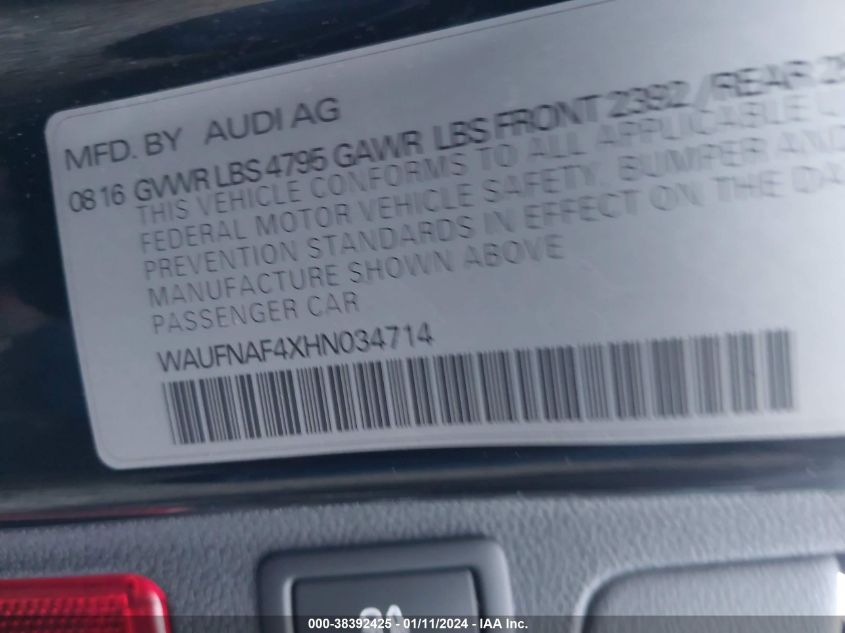 MFD. BY AUDI AG
08 16 GVWR LBS 4795 GAWR LBS FRONT 2392 / REAR
THIS VEHICLE CONFORMS TO ALL APPLICABLE
FEDERAL MOTOR VEHICLE SAFETY, BUMPER AND
PREVENTION STANDARDS IN EFFECT ON THE
MANUFACTURE SHOWN ABOVE
PASSENGER CAR
WAUFNAF4XHN034714
000-38392425 - 01/11/2024 - IAA Inc.